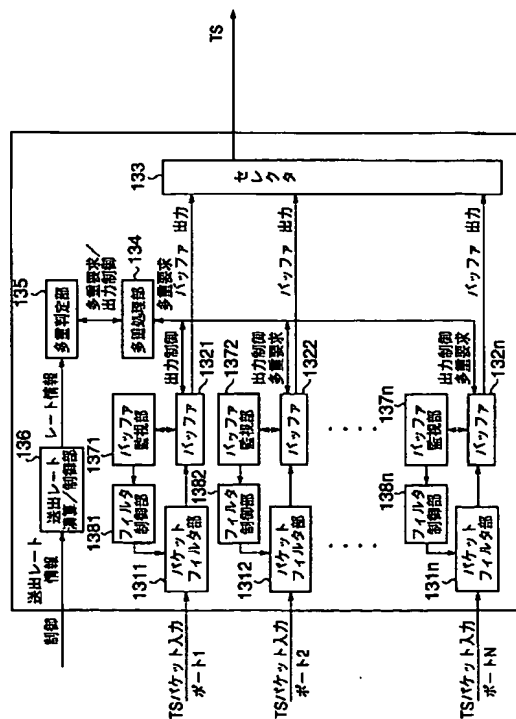 制御
送出レート
情報
136
送出レート
演算/制御部
レート情報
135
多重判定部
多重要求/
出力制御
134
多重処理部
多重要求
出力制御
TSパケット入力
ポート1
1311
パケット
フィルタ部
1381
フィルタ
制御部
1371
バッファ
監視部
バッファ
1321
バッファ 出力
TSパケット入力
ポート2
1312
パケット
フィルタ部
1382
フィルタ
制御部
1372
バッファ
監視部
出力制御
多重要求
バッファ
1322
バッファ 出力
TSパケット入力
ポートN
131n
パケット
フィルタ部
138n
フィルタ
制御部
137n
バッファ
監視部
出力制御
多重要求
バッファ
132n
バッファ 出力
133
セレクタ
TS